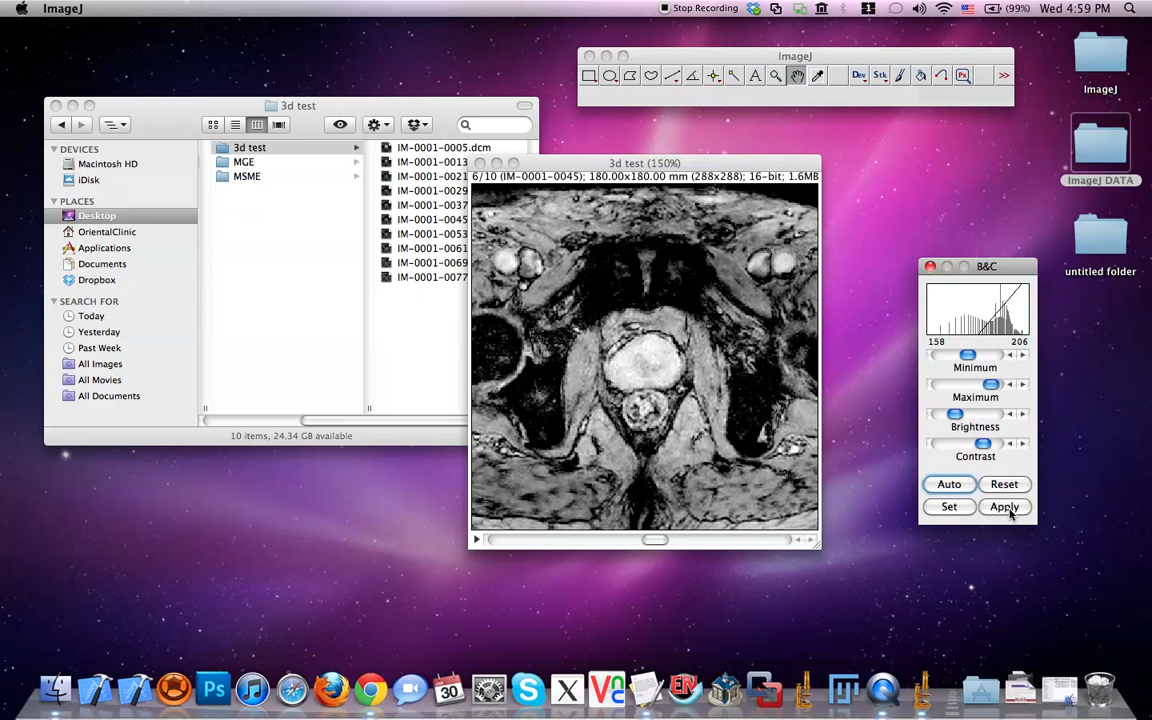 ImageJ
Stop Recording
1
(99%)
Wed 4:59 PM
ImageJ
A
Dev
Stk
Px
>>
ImageJ
ImageJ DATA
untitled folder
3d test
DEVICES
Macintosh HD
iDisk
PLACES
Desktop
OrientalClinic
Applications
Documents
Dropbox
SEARCH FOR
Today
Yesterday
Past Week
All Images
All Movies
All Documents
3d test
MGE
MSME
IM-0001-0005.dcm
IM-0001-0013
IM-0001-0021
IM-0001-0029
IM-0001-0037
IM-0001-0045
IM-0001-0053
IM-0001-0061
IM-0001-0069
IM-0001-0077
10 items, 24.34 GB available
3d test (150%)
6/10 (IM-0001-0045); 180.00x180.00 mm (288x288); 16-bit; 1.6MB
B&C
158 206
Minimum
Maximum
Brightness
Contrast
Auto Reset
Set Apply
Ps
30
S
X
EN